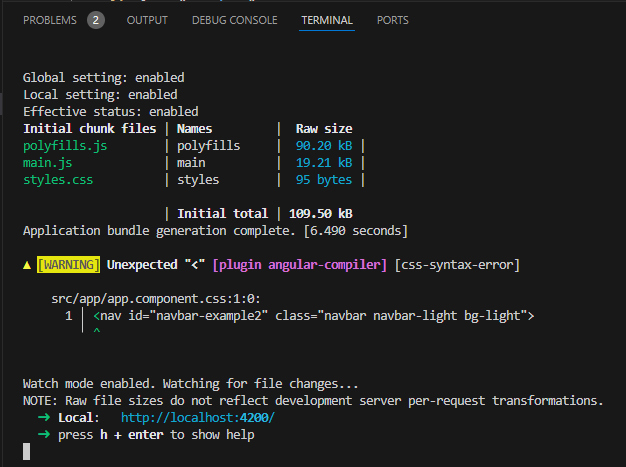 PROBLEMS 2 OUTPUT DEBUG CONSOLE TERMINAL PORTS
Global setting: enabled
Local setting: enabled
Effective status: enabled
Initial chunk files | Names | Raw size
polyfills.js | polyfills | 90.20 kB |
main.js | main | 19.21 kB |
styles.css | styles | 95 bytes |
| Initial total | 109.50 kB
Application bundle generation complete. [6.490 seconds]
▲ [WARNING] Unexpected "<" [plugin angular-compiler] [css-syntax-error]
src/app/app.component.css:1:0:
1 │ <nav id="navbar-example2" class="navbar navbar-light bg-light">
│ ^
Watch mode enabled. Watching for file changes...
NOTE: Raw file sizes do not reflect development server per-request transformations.
➜ Local: http://localhost:4200/
➜ press h + enter to show help